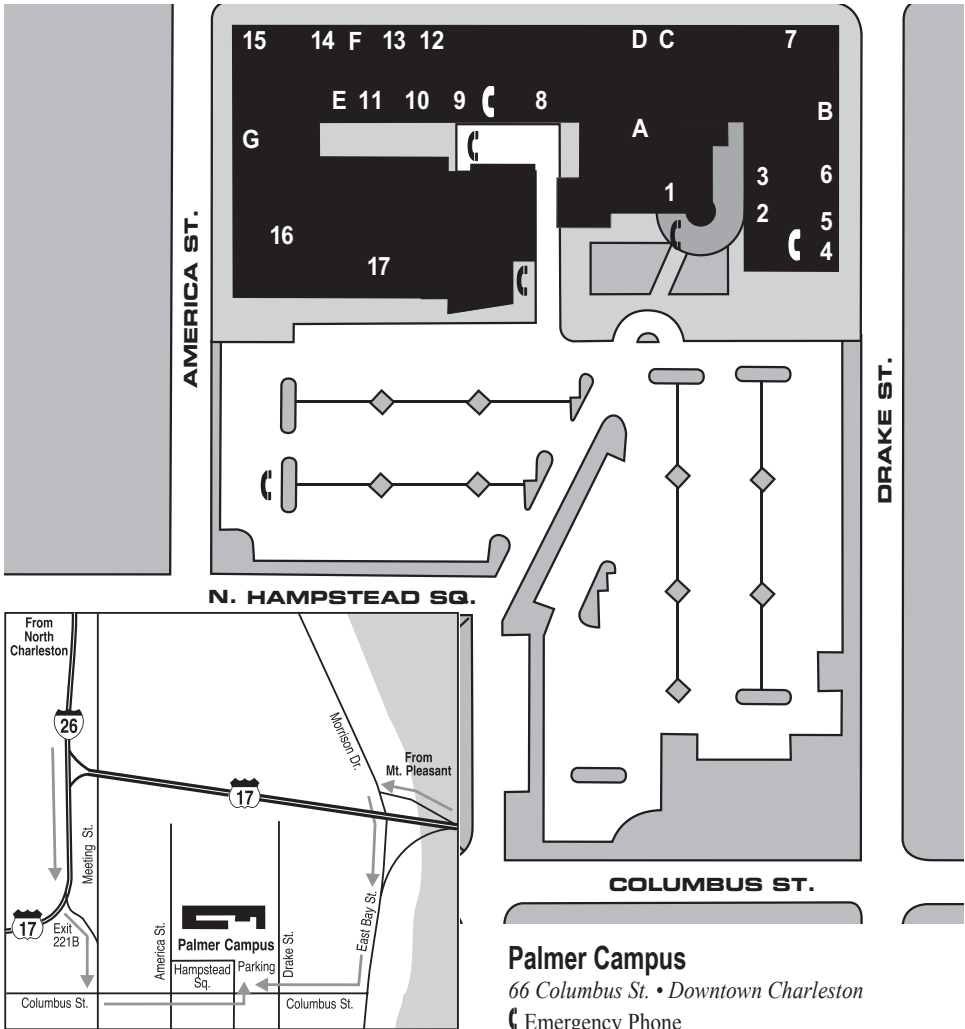 15 14 F 13 12 D C 7
E 11 10 9 8
B
G A
1 3 6
2 5
16 4
17
AMERICA ST.
DRAKE ST.
N. HAMPSTEAD SQ.
COLUMBUS ST.
From
North
Charleston
26
Morrison Dr.
From
Mt. Pleasant
17
Meeting St.
17
Exit
221B
America St.
Palmer Campus
Hampstead
Sq.
Parking
Drake St.
East Bay St.
Columbus St.
Columbus St.
Palmer Campus
66 Columbus St. • Downtown Charleston
Emergency Phone